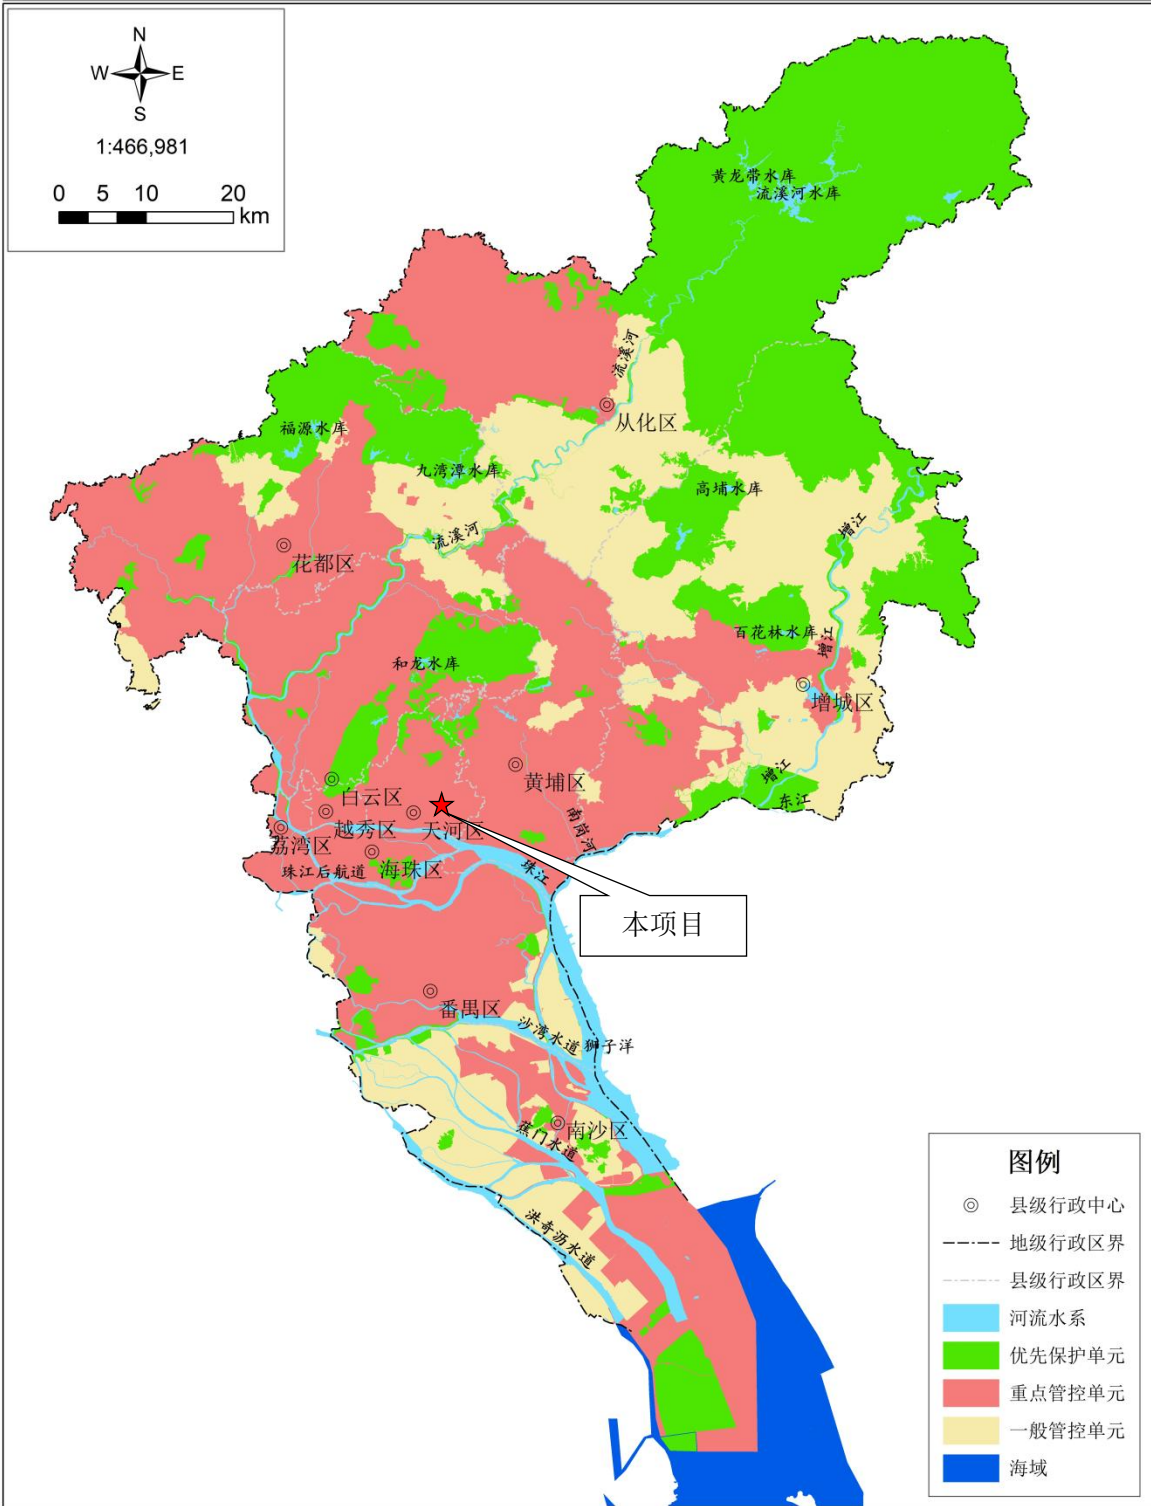 N
W E
S
1:466,981
0 5 10 20
km
黄龙带水库
流溪河水库
流溪河
从化区
福源水库
九湾潭水库
高埔水库
增江
流溪河
花都区
百花林水库
增江
和龙水库
增城区
黄埔区
增江
东江
白云区
越秀区
天河区
南岗河
荔湾区
海珠区
珠江后航道
珠江
本项目
番禺区
沙湾水道
狮子洋
南沙区
蕉门水道
洪奇沥水道
图例
县级行政中心
地级行政区界
县级行政区界
河流水系
优先保护单元
重点管控单元
一般管控单元
海域